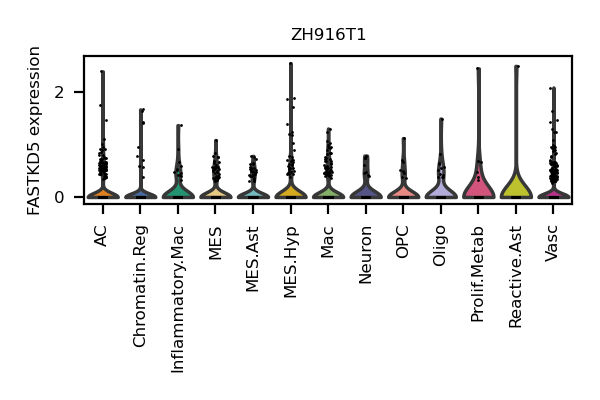 ZH916T1
FASTKD5 expression
2
0
AC
Chromatin.Reg
Inflammatory.Mac
MES
MES.Ast
MES.Hyp
Mac
Neuron
OPC
Oligo
Prolif.Metab
Reactive.Ast
Vasc